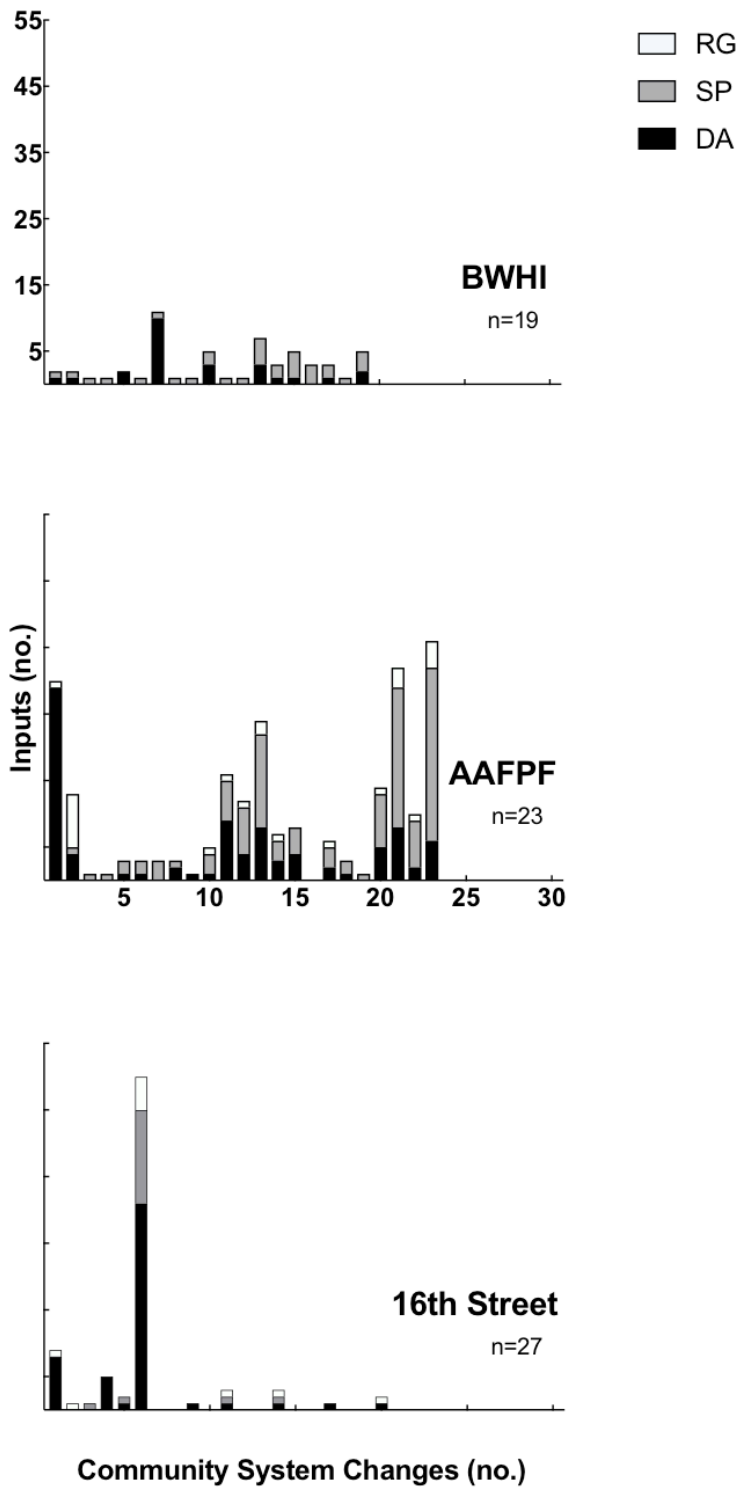 55
45
35
25
15
5
RG
SP
DA
BWHI
n=19
Inputs (no.)
AAFPF
n=23
5 10 15 20 25 30
16th Street
n=27
Community System Changes (no.)